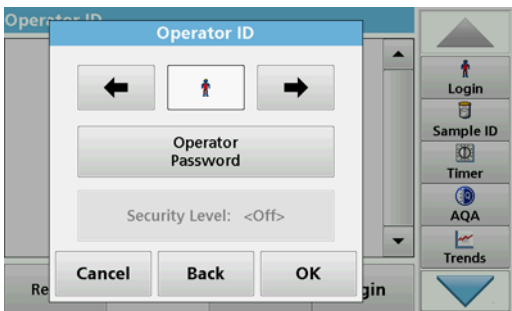 Operator ID
Operator ID
Login
Sample ID
Operator
Password
Timer
AQA
Security Level: <Off>
Trends
Cancel
Back
OK